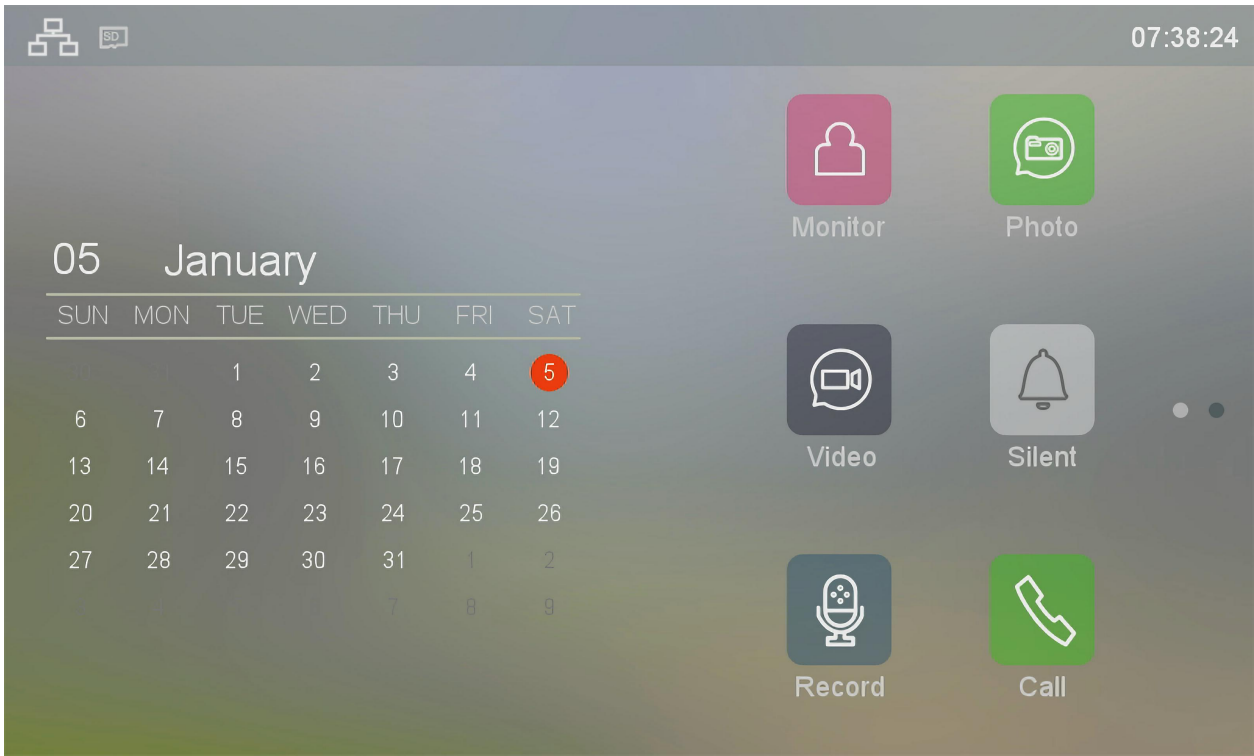 SD
07:38:24
05 January
SUN MON TUE WED THU FRI SAT
1 2 3 4 5
6 7 8 9 10 11 12
13 14 15 16 17 18 19
20 21 22 23 24 25 26
27 28 29 30 31 1 2
7 8 9
Monitor Photo
Video Silent
Record Call